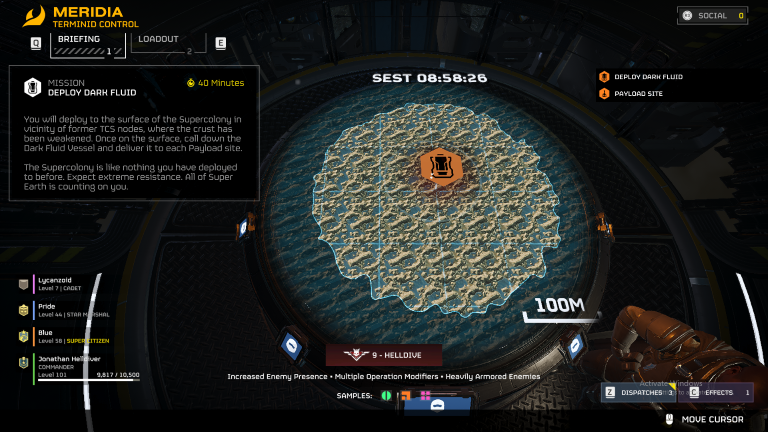 MERIDIA
TERMINID CONTROL
Q BRIEFING 1 LOADOUT 2 E
SOCIAL 0
MISSION
DEPLOY DARK FLUID
40 Minutes
You will deploy to the surface of the Supercolony in
vicinity of former TCS nodes, where the crust has
been weakened. Once on the surface, call down the
Dark Fluid Vessel and deliver it to each Payload site.
The Supercolony is like nothing you have deployed
to before. Expect extreme resistance. All of Super
Earth is counting on you.
SEST 08:58:26
DEPLOY DARK FLUID
PAYLOAD SITE
100M
Lycanzoid
Level 7 | CADET
Pride
Level 44 | STAR MARSHAL
Blue
Level 58 | SUPER CITIZEN
Jonathan Helldiver
COMMANDER
Level 101 9,817 / 10,500
9 - HELLDIVE
Increased Enemy Presence • Multiple Operation Modifiers • Heavily Armored Enemies
SAMPLES:
Activate Windows
Z DISPATCHES 3 C EFFECTS 1
MOVE CURSOR